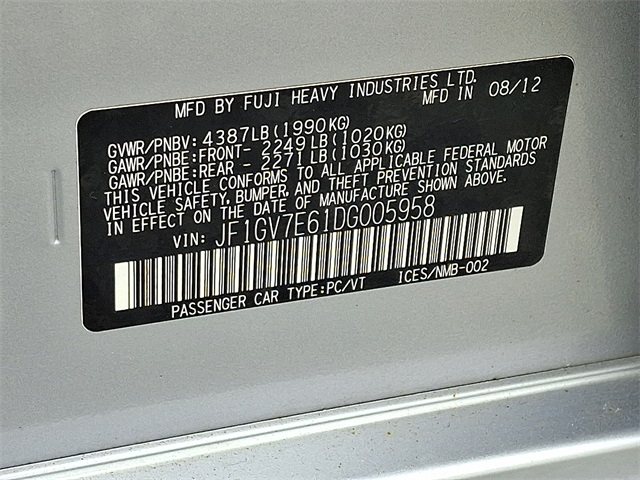 MFD BY FUJI HEAVY INDUSTRIES LTD.
MFD IN 08/12
GVWR/PNBV: 4387LB(1990KG)
GAWR/PNBE:FRONT- 2249LB(1020KG)
GAWR/PNBE:REAR - 2271LB(1030KG)
THIS VEHICLE CONFORMS TO ALL APPLICABLE FEDERAL MOTOR
VEHICLE SAFETY, BUMPER, AND THEFT PREVENTION STANDARDS
IN EFFECT ON THE DATE OF MANUFACTURE SHOWN ABOVE.
VIN: JF1GV7E61DG005958
PASSENGER CAR TYPE:PC/VT ICES/NMB-002